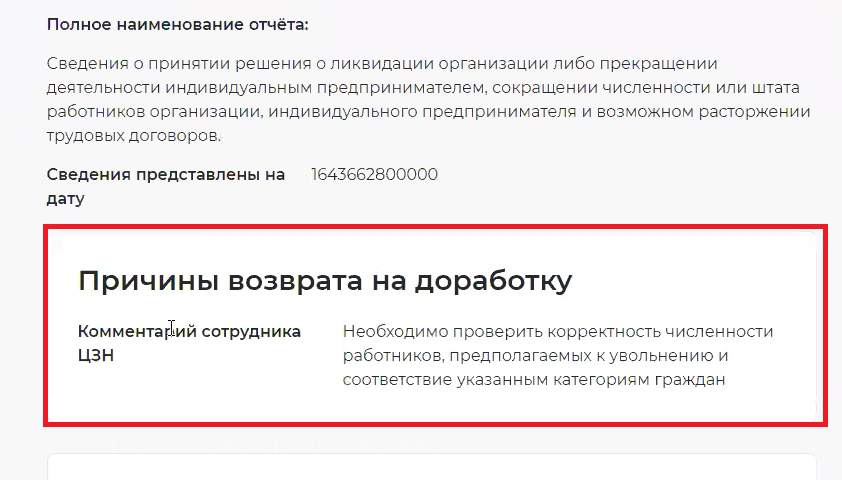 Полное наименование отчёта:
Сведения о принятии решения о ликвидации организации либо прекращении
деятельности индивидуальным предпринимателем, сокращении численности или штата
работников организации, индивидуального предпринимателя и возможном расторжении
трудовых договоров.
Сведения представлены на 1643662800000
дату
Причины возврата на доработку
Комментарий сотрудника Необходимо проверить корректность численности
ЦЗН работников, предполагаемых к увольнению и
соответствие указанным категориям граждан